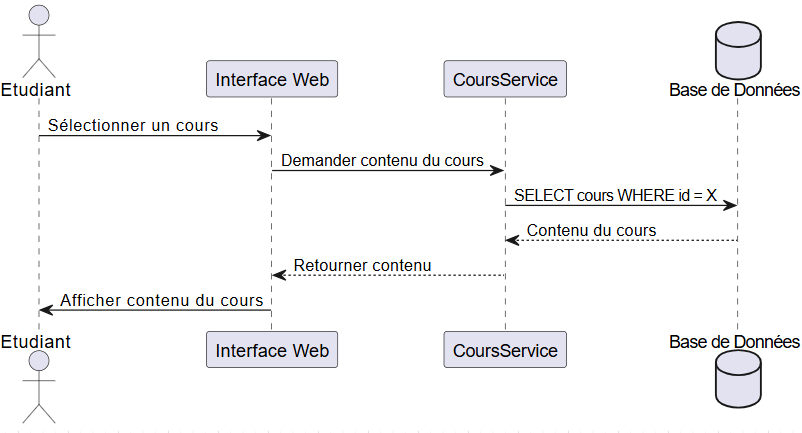 Etudiant
Interface Web
CoursService
Base de Données
Sélectionner un cours
Demander contenu du cours
SELECT cours WHERE id = X
Contenu du cours
Retourner contenu
Afficher contenu du cours
Etudiant
Interface Web
CoursService
Base de Données